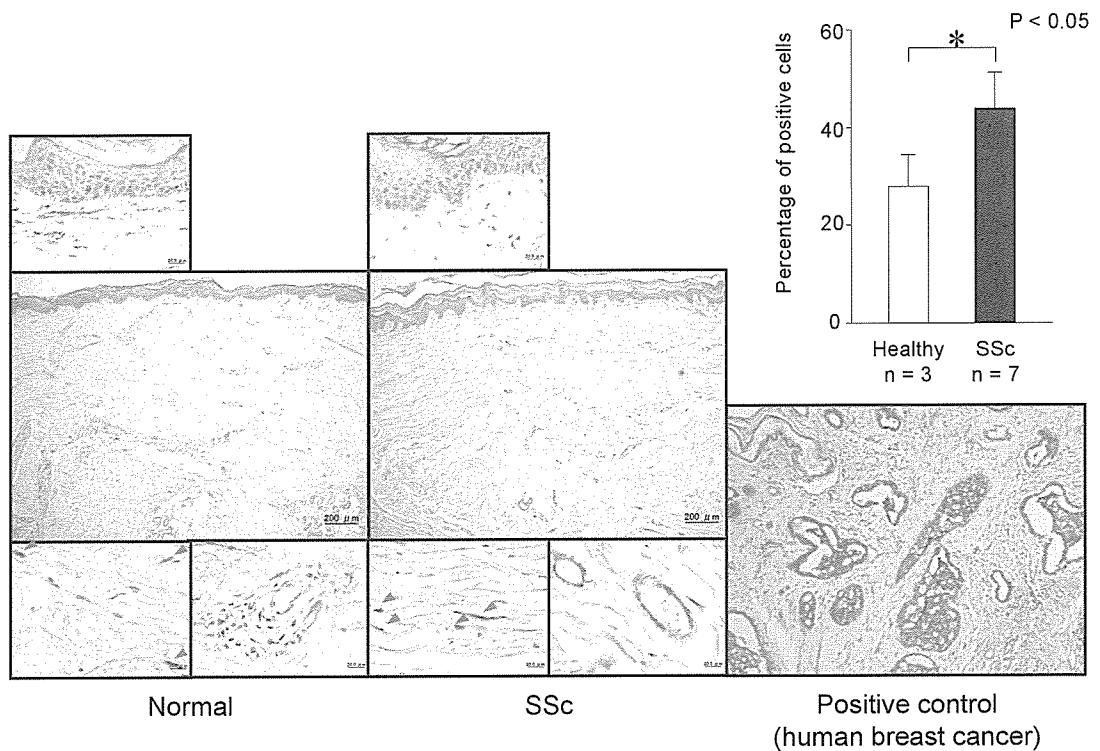 P < 0.05
Percentage of positive cells
60
*
40
20
0
Healthy
n = 3
SSc
n = 7
200 μm
200 μm
Normal
SSc
Positive control
(human breast cancer)